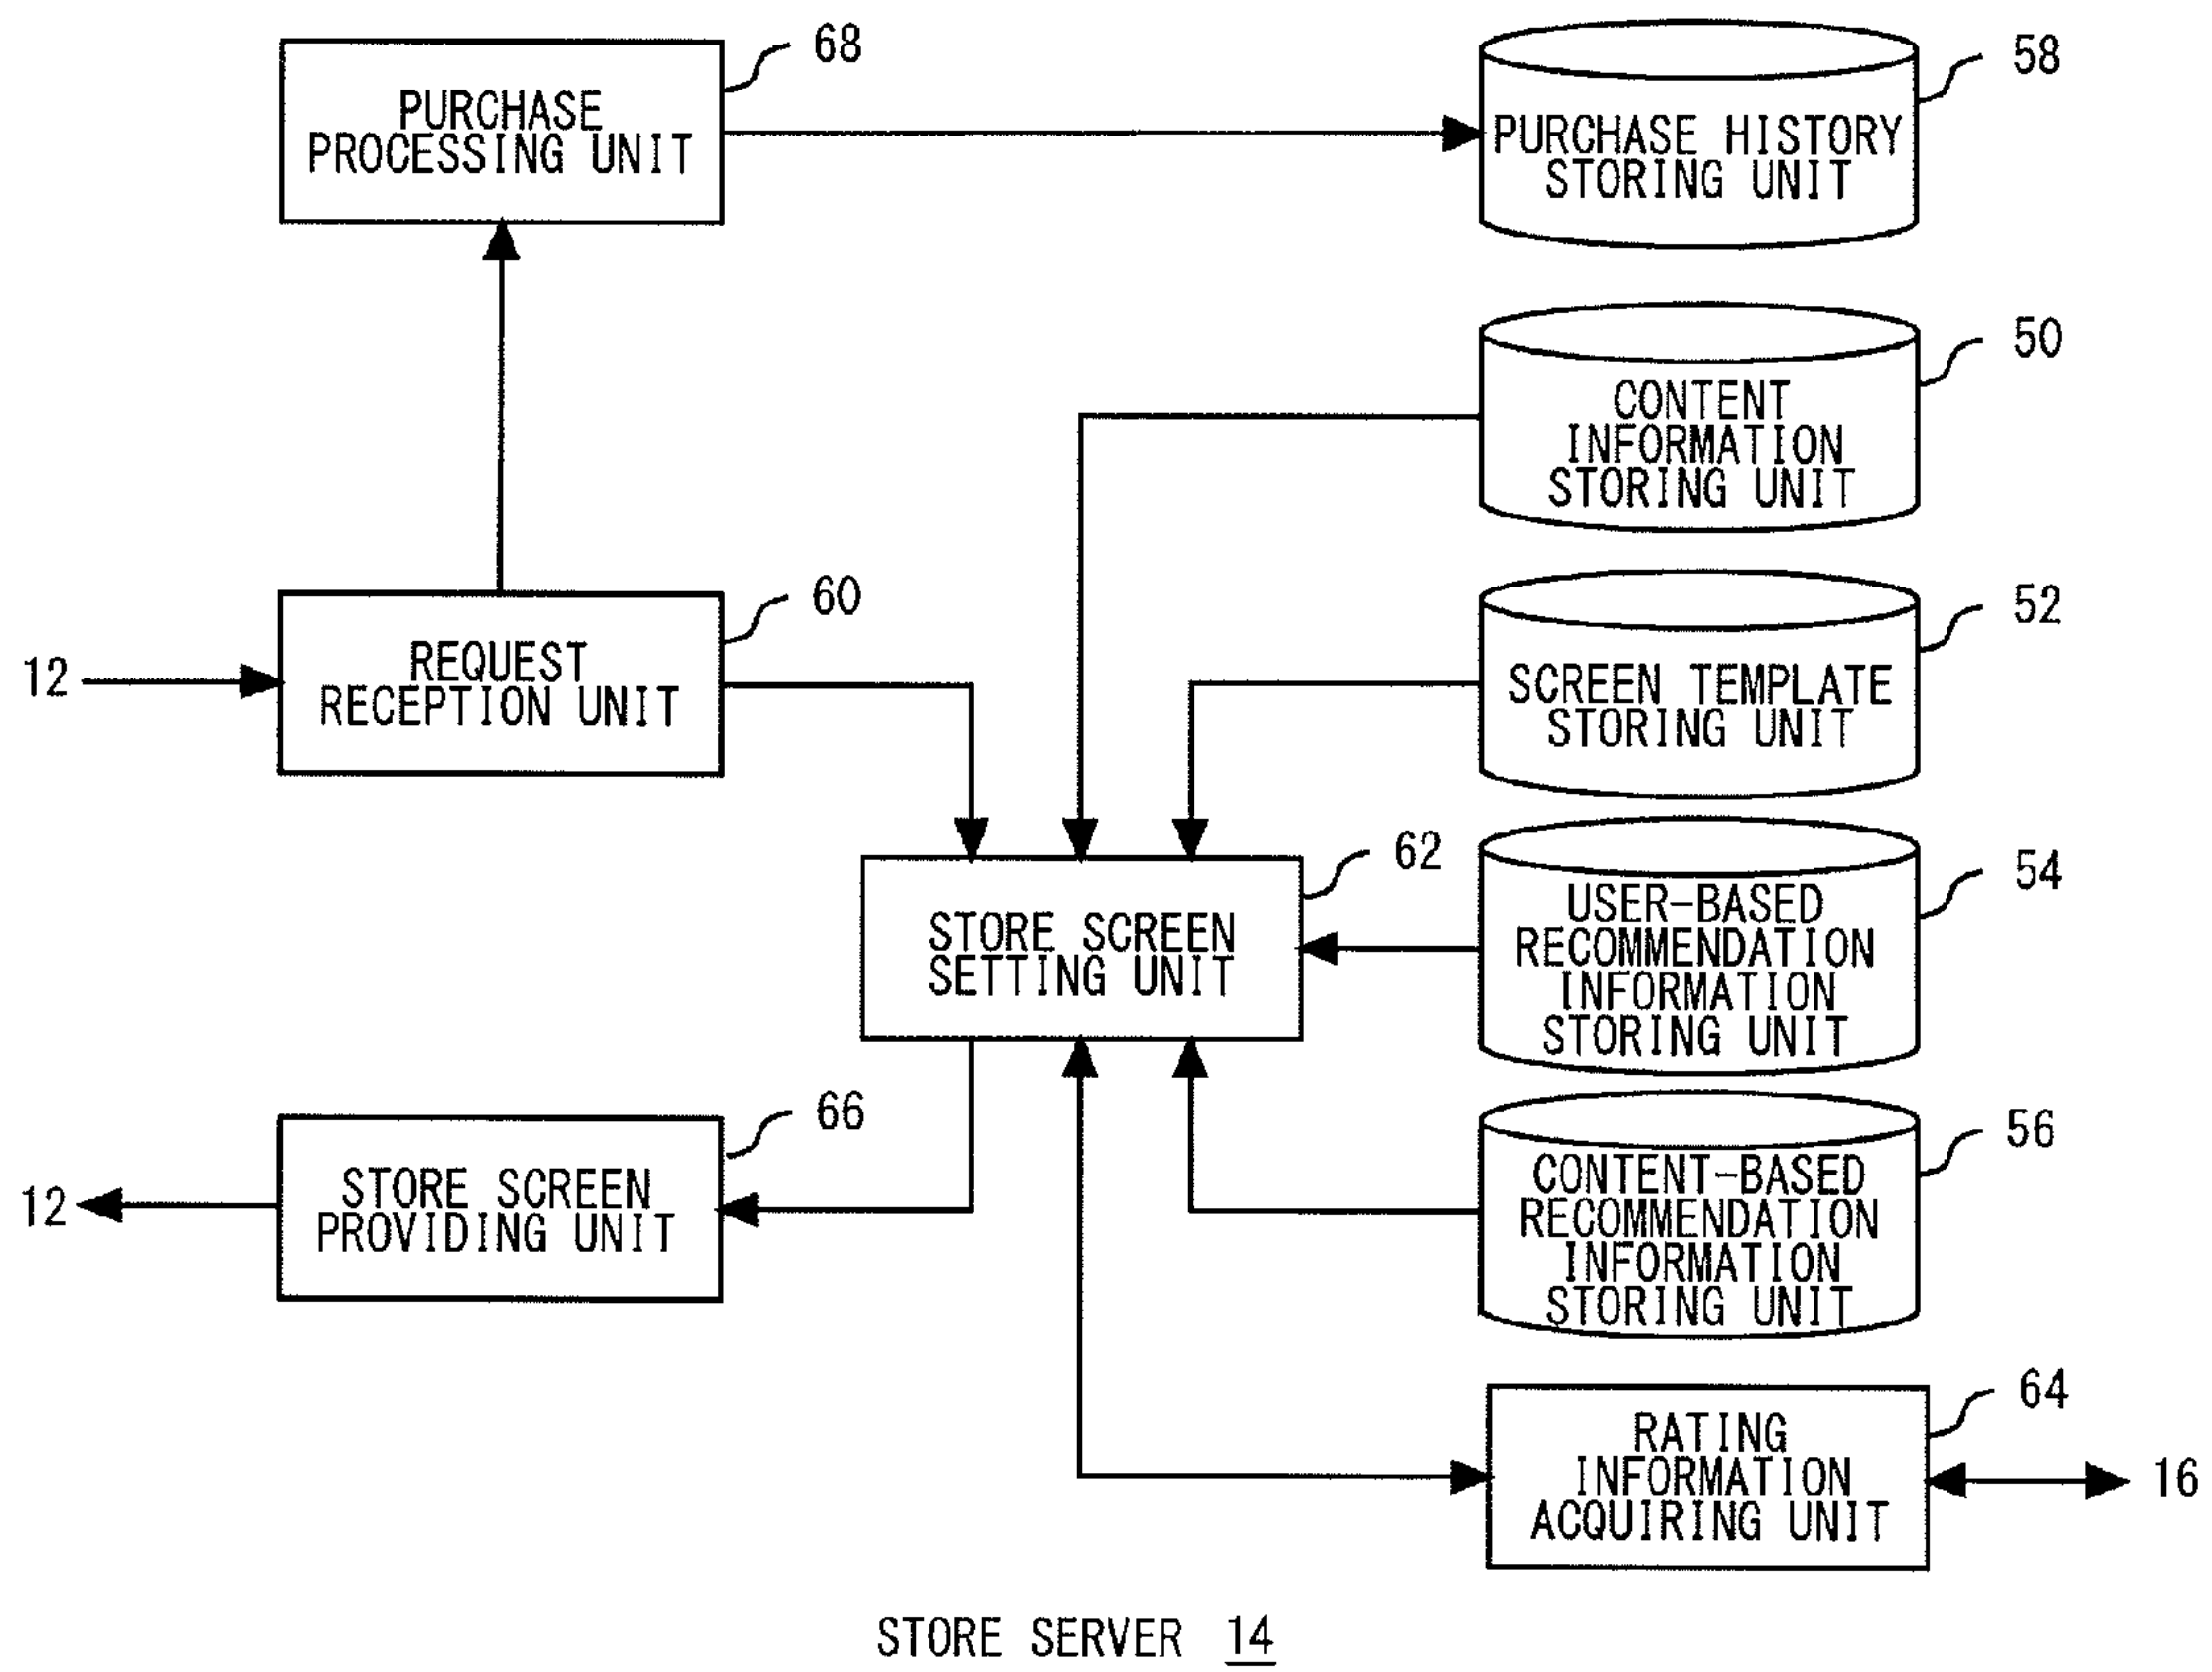 68
PURCHASE
PROCESSING UNIT
58
PURCHASE HISTORY
STORING UNIT
50
CONTENT
INFORMATION
STORING UNIT
60
12
REQUEST
RECEPTION UNIT
52
SCREEN TEMPLATE
STORING UNIT
62
STORE SCREEN
SETTING UNIT
54
USER-BASED
RECOMMENDATION
INFORMATION
STORING UNIT
66
12
STORE SCREEN
PROVIDING UNIT
56
CONTENT-BASED
RECOMMENDATION
INFORMATION
STORING UNIT
64
RATING
INFORMATION
ACQUIRING UNIT
16
STORE SERVER 14